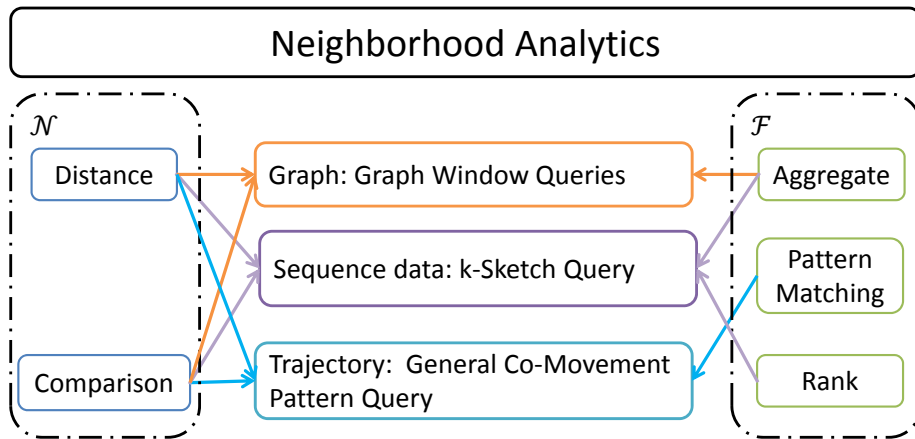 Neighborhood Analytics
𝒩
Distance
Comparison
Graph: Graph Window Queries
Sequence data: k-Sketch Query
Trajectory: General Co-Movement
Pattern Query
ℱ
Aggregate
Pattern
Matching
Rank